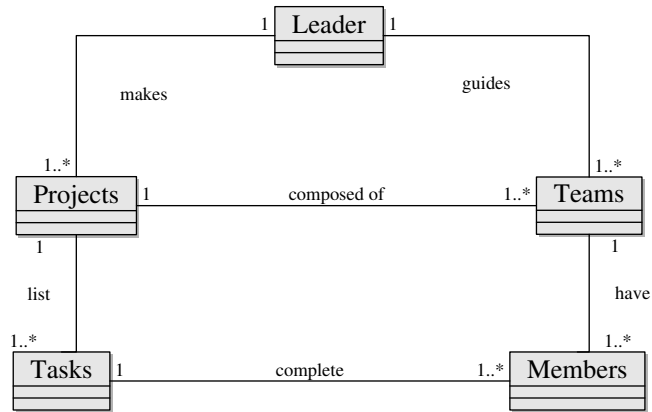 1 Leader 1
makes
guides
1..*
1..*
Projects 1 composed of 1..* Teams
1
1
list
have
1..*
1..*
Tasks 1 complete 1..* Members